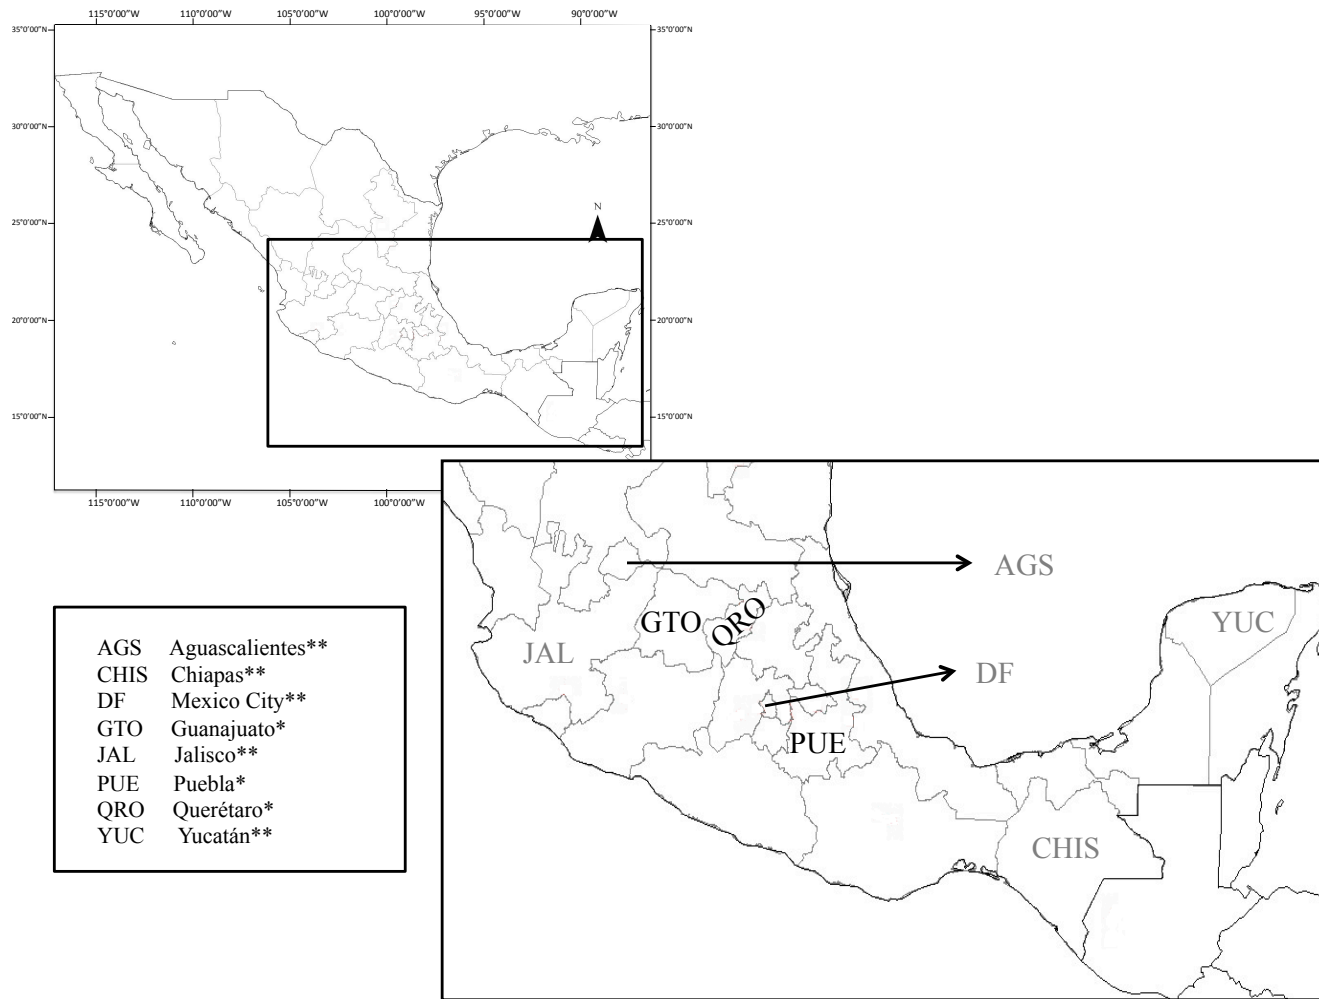 115°0'00"W 110°0'00"W 105°0'00"W 100°0'00"W 95°0'00"W 90°0'00"W
35°0'00"N 35°0'00"N
30°0'00"N 30°0'00"N
N
25°0'00"N 25°0'00"N
20°0'00"N 20°0'00"N
15°0'00"N 15°0'00"N
115°0'00"W 110°0'00"W 105°0'00"W 100°0'00"W
AGS
GTO QRO YUC
JAL
DF
PUE
CHIS
AGS Aguascalientes**
CHIS Chiapas**
DF Mexico City**
GTO Guanajuato*
JAL Jalisco**
PUE Puebla*
QRO Querétaro*
YUC Yucatán**